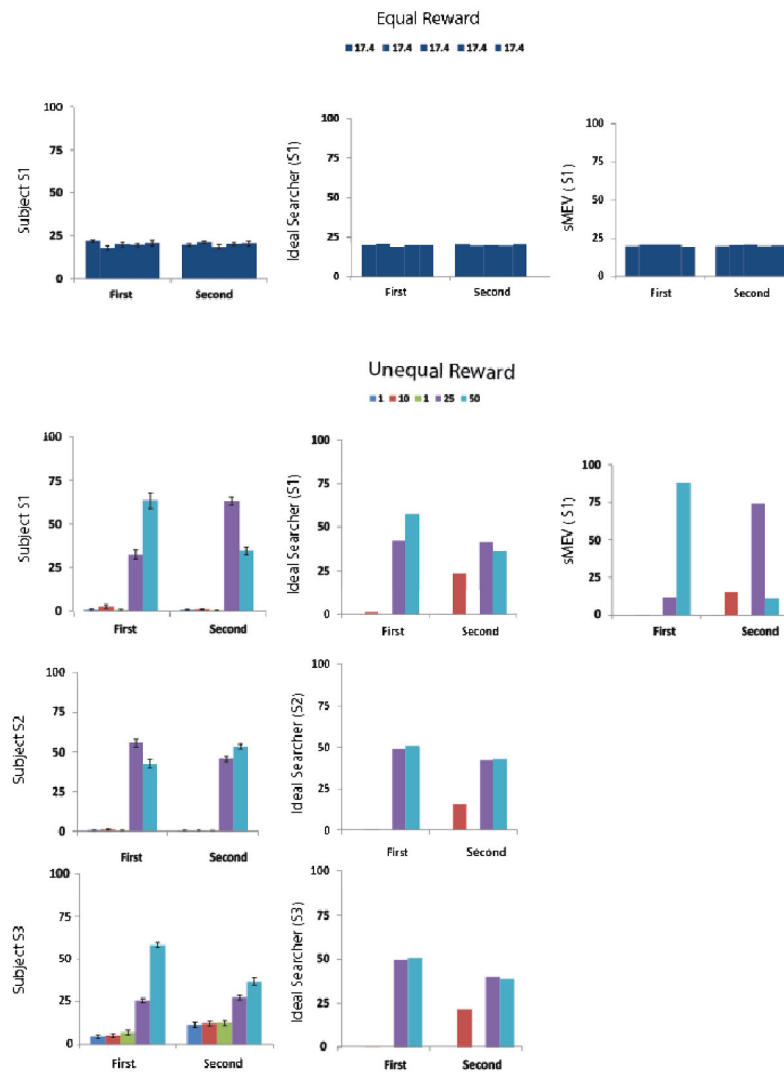 Equal Reward
17.4 17.4 17.4 17.4 17.4
Subject S1
100
75
50
25
0
First Second
Ideal Searcher (S1)
100
75
50
25
0
First Second
sMEV ( S1)
100
75
50
25
0
First Second
Unequal Reward
1 10 1 25 50
Subject S1
100
75
50
25
0
First Second
Ideal Searcher (S1)
100
75
50
25
0
First Second
sMEV ( S1)
100
75
50
25
0
First Second
Subject S2
100
75
50
25
0
First Second
Ideal Searcher (S2)
100
75
50
25
0
First Second
Subject S3
100
75
50
25
0
First Second
Ideal Searcher (S3)
100
75
50
25
0
First Second